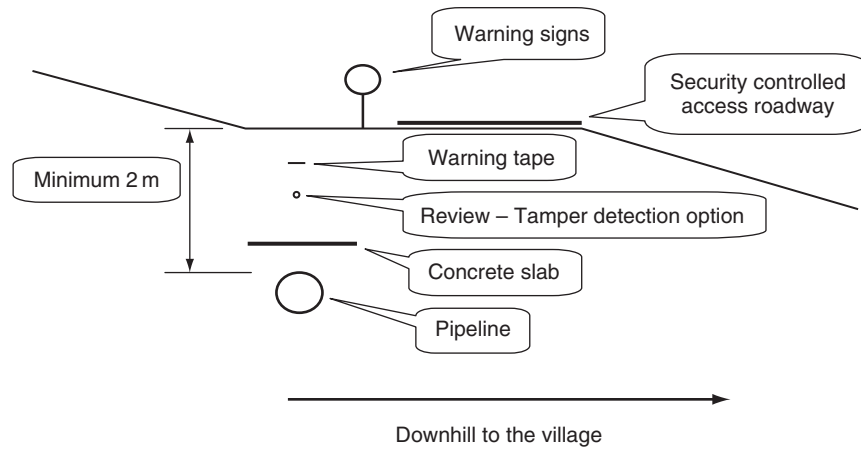 Warning signs
Security controlled
access roadway
Warning tape
Minimum 2 m
Review – Tamper detection option
Concrete slab
Pipeline
Downhill to the village